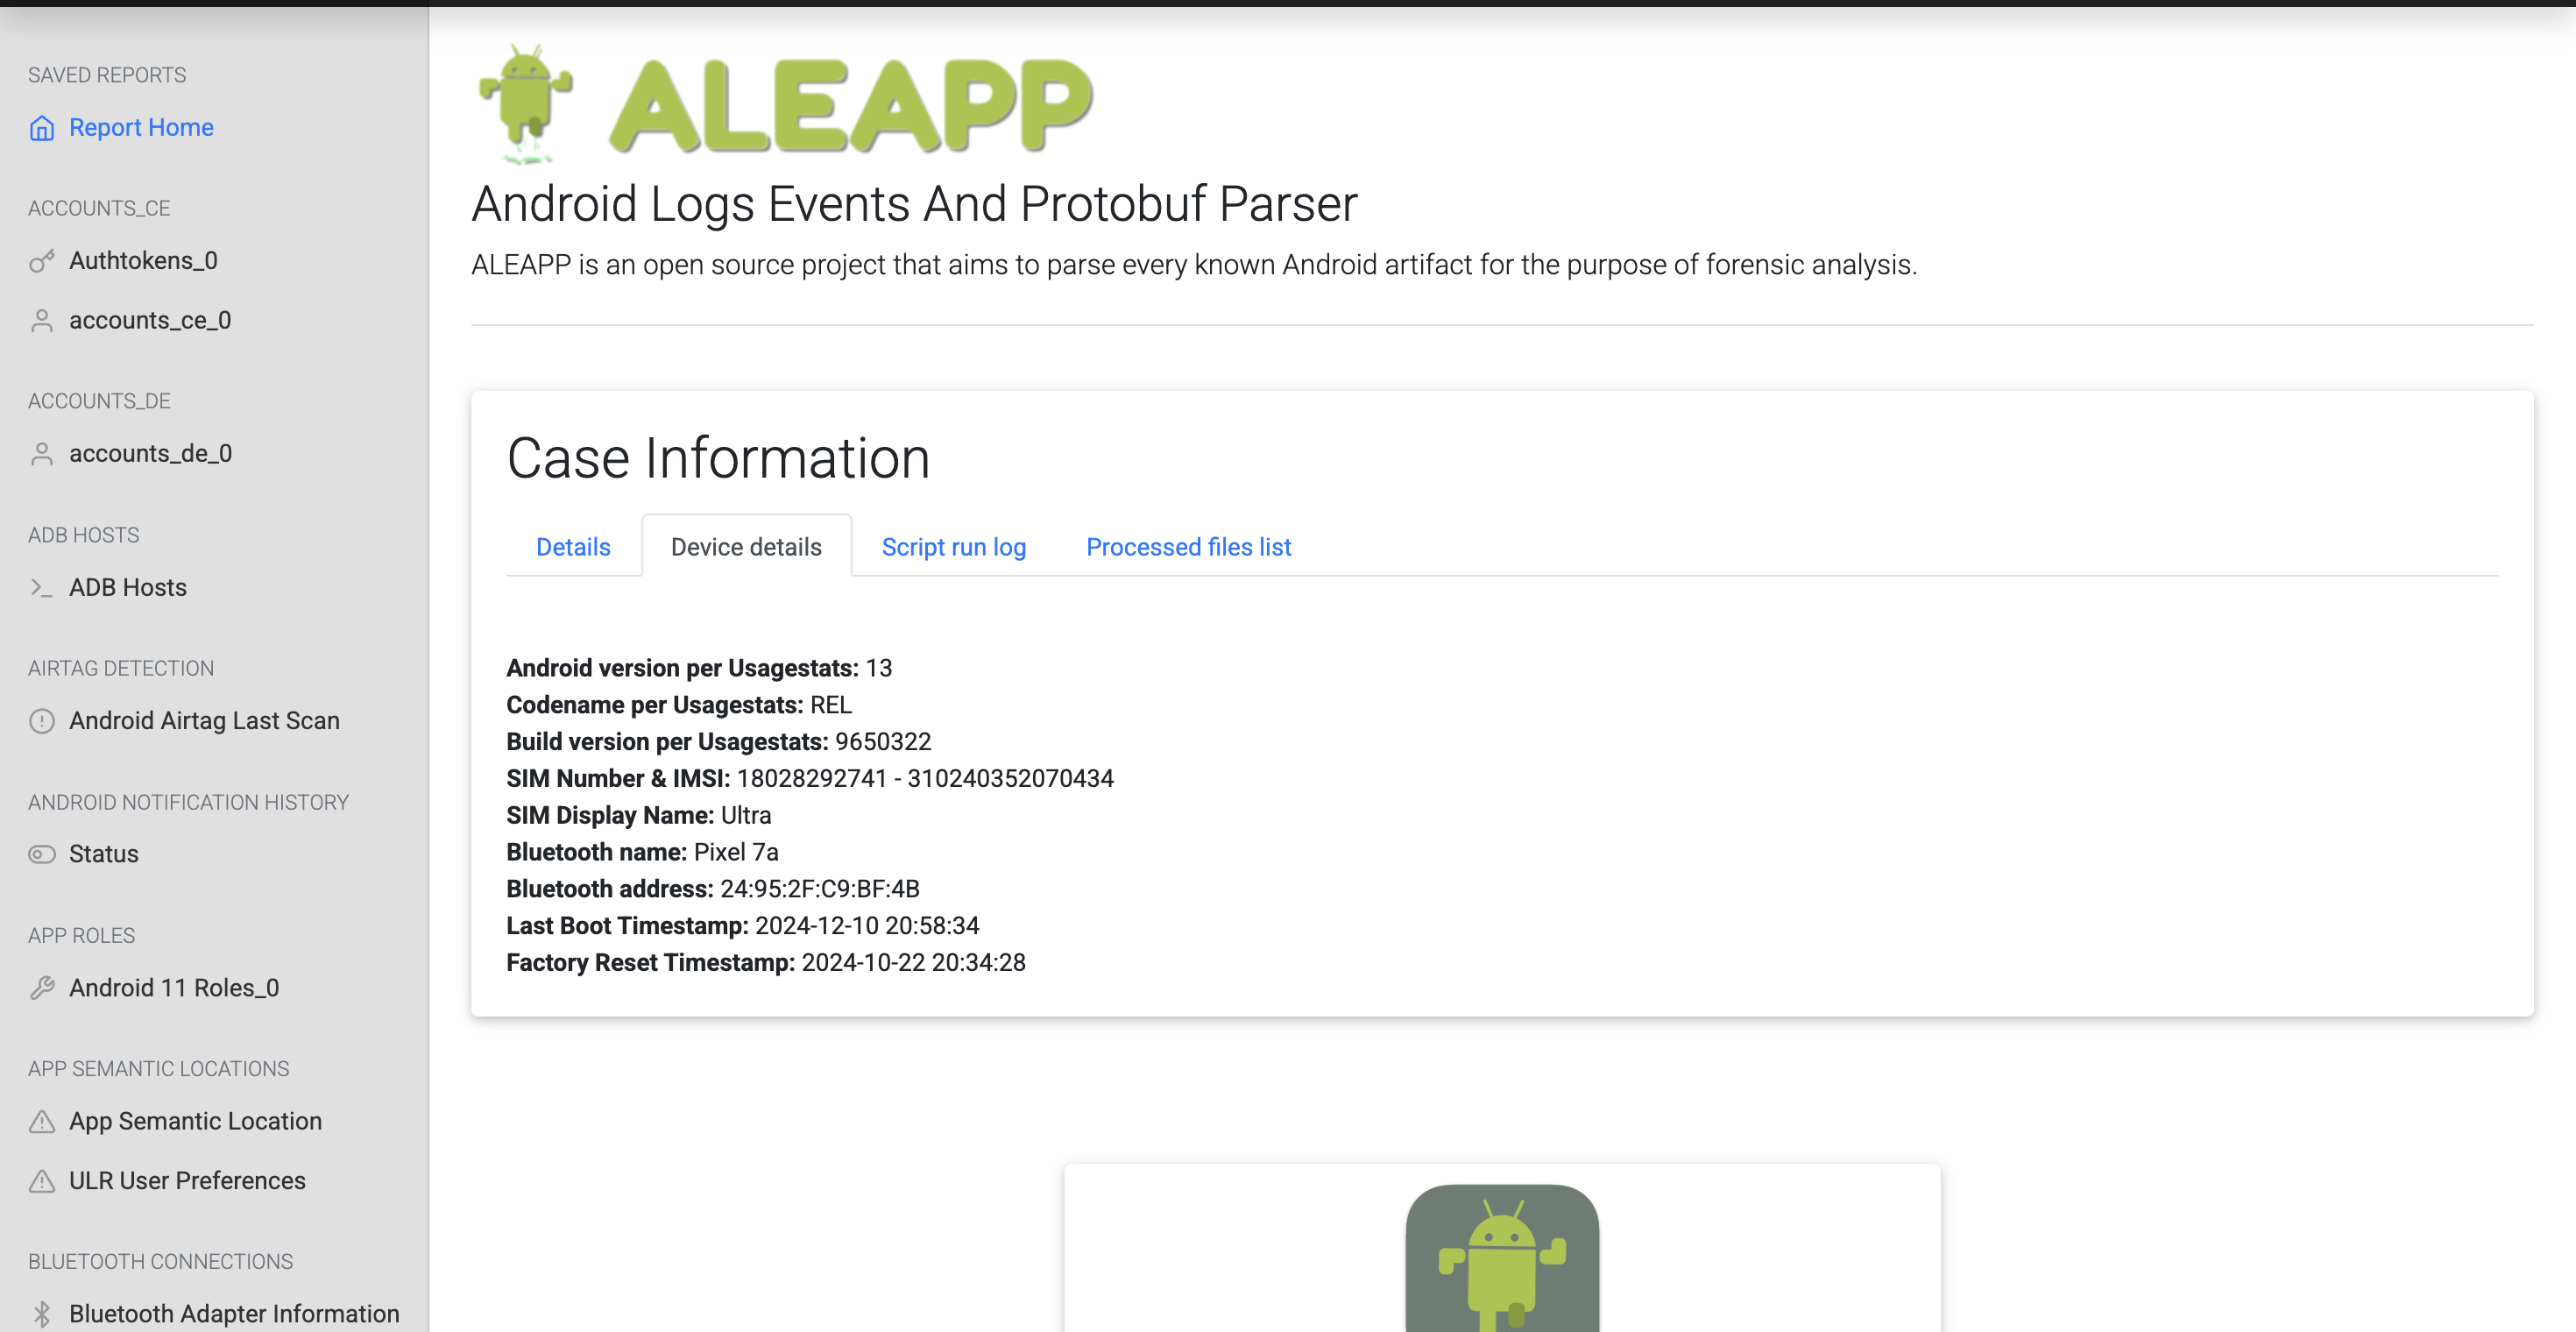 SAVED REPORTS
Report Home
ACCOUNTS_CE
Authtokens_0
accounts_ce_0
ACCOUNTS_DE
accounts_de_0
ADB HOSTS
ADB Hosts
AIRTAG DETECTION
Android Airtag Last Scan
ANDROID NOTIFICATION HISTORY
Status
APP ROLES
Android 11 Roles_0
APP SEMANTIC LOCATIONS
App Semantic Location
ULR User Preferences
BLUETOOTH CONNECTIONS
Bluetooth Adapter Information
ALEAPP
Android Logs Events And Protobuf Parser
ALEAPP is an open source project that aims to parse every known Android artifact for the purpose of forensic analysis.
Case Information
Details Device details Script run log Processed files list
Android version per Usagestats: 13
Codename per Usagestats: REL
Build version per Usagestats: 9650322
SIM Number & IMSI: 18028292741 - 310240352070434
SIM Display Name: Ultra
Bluetooth name: Pixel 7a
Bluetooth address: 24:95:2F:C9:BF:4B
Last Boot Timestamp: 2024-12-10 20:58:34
Factory Reset Timestamp: 2024-10-22 20:34:28